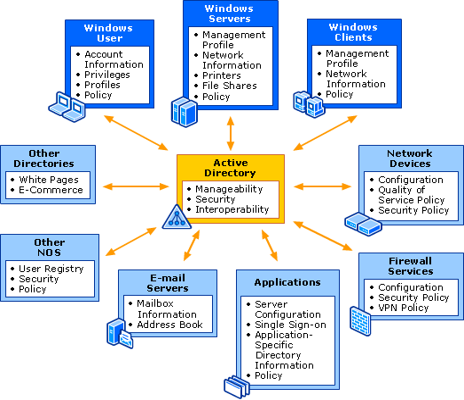 Windows
User
• Account
Information
• Privileges
• Profiles
• Policy
Windows
Servers
• Management
Profile
• Network
Information
• Printers
• File Shares
• Policy
Windows
Clients
• Management
Profile
• Network
Information
• Policy
Other
Directories
• White Pages
• E-Commerce
Active
Directory
• Manageability
• Security
• Interoperability
Network
Devices
• Configuration
• Quality of
Service Policy
• Security Policy
Other
NOS
• User Registry
• Security
• Policy
E-mail
Servers
• Mailbox
Information
• Address Book
Applications
• Server
Configuration
• Single Sign-on
• Application-
Specific
Directory
Information
• Policy
Firewall
Services
• Configuration
• Security Policy
• VPN Policy